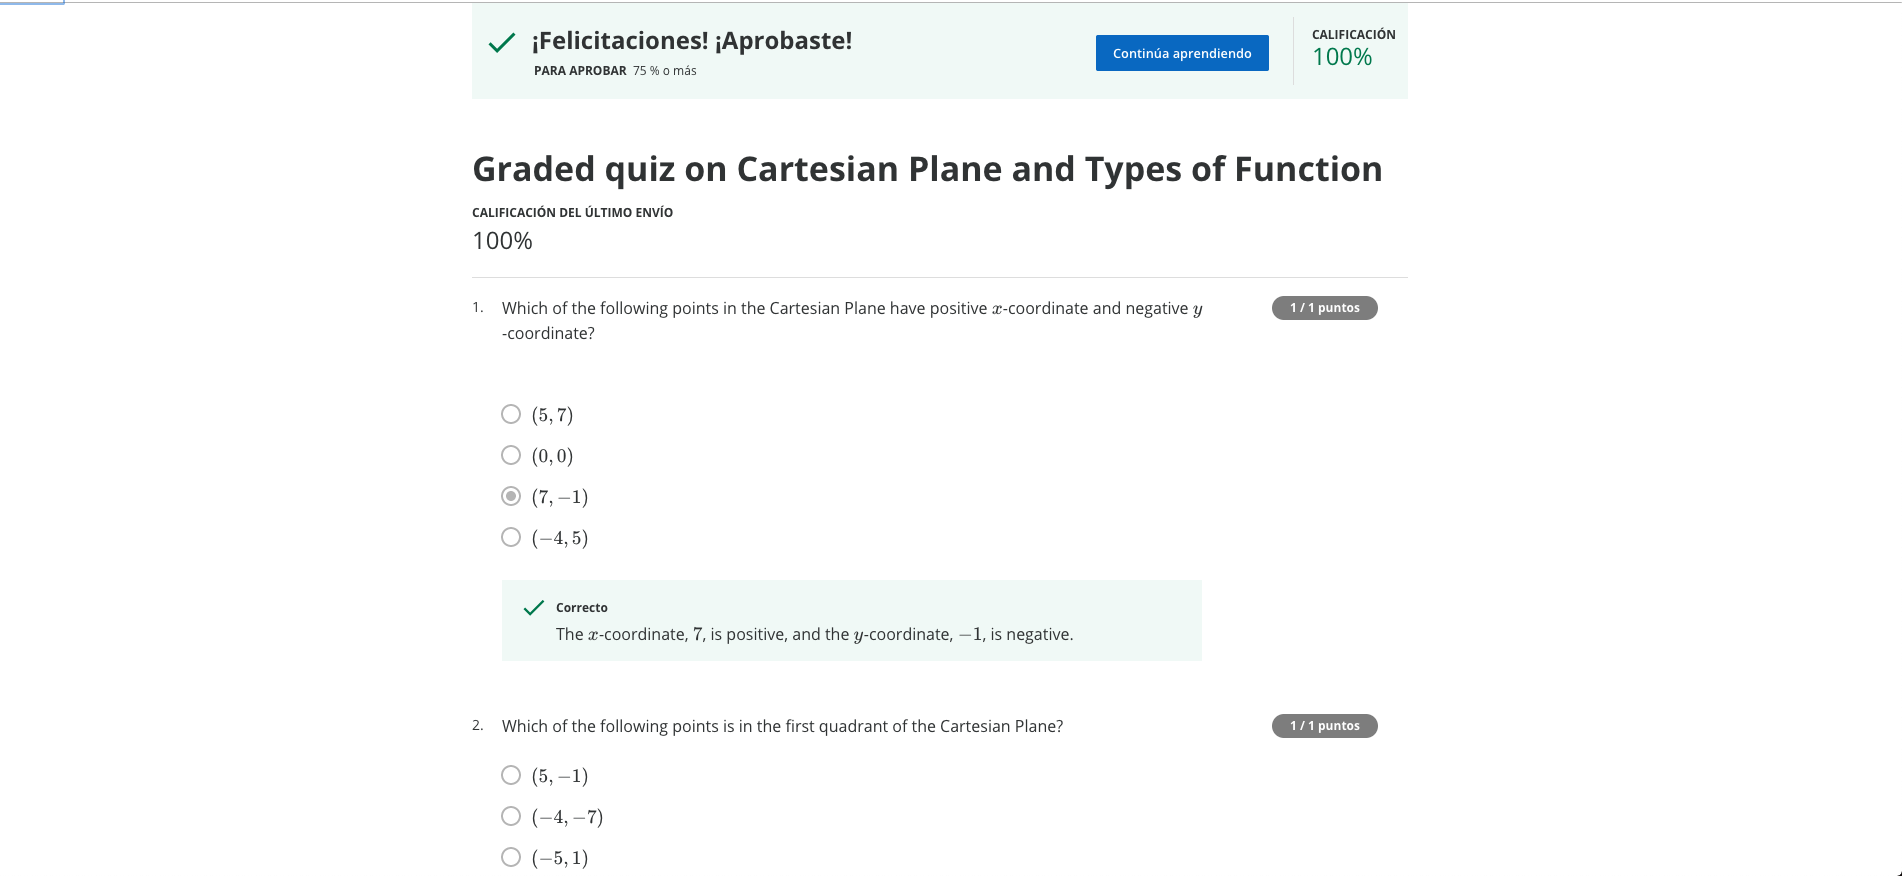 ¡Felicitaciones! ¡Aprobaste!
PARA APROBAR 75 % o más
Continúa aprendiendo
CALIFICACIÓN
100%
Graded quiz on Cartesian Plane and Types of Function
CALIFICACIÓN DEL ÚLTIMO ENVÍO
100%
1. Which of the following points in the Cartesian Plane have positive x-coordinate and negative y
-coordinate?
1 / 1 puntos
(5, 7)
(0, 0)
(7, −1)
(−4, 5)
Correcto
The x-coordinate, 7, is positive, and the y-coordinate, −1, is negative.
2. Which of the following points is in the first quadrant of the Cartesian Plane?
1 / 1 puntos
(5, −1)
(−4, −7)
(−5, 1)